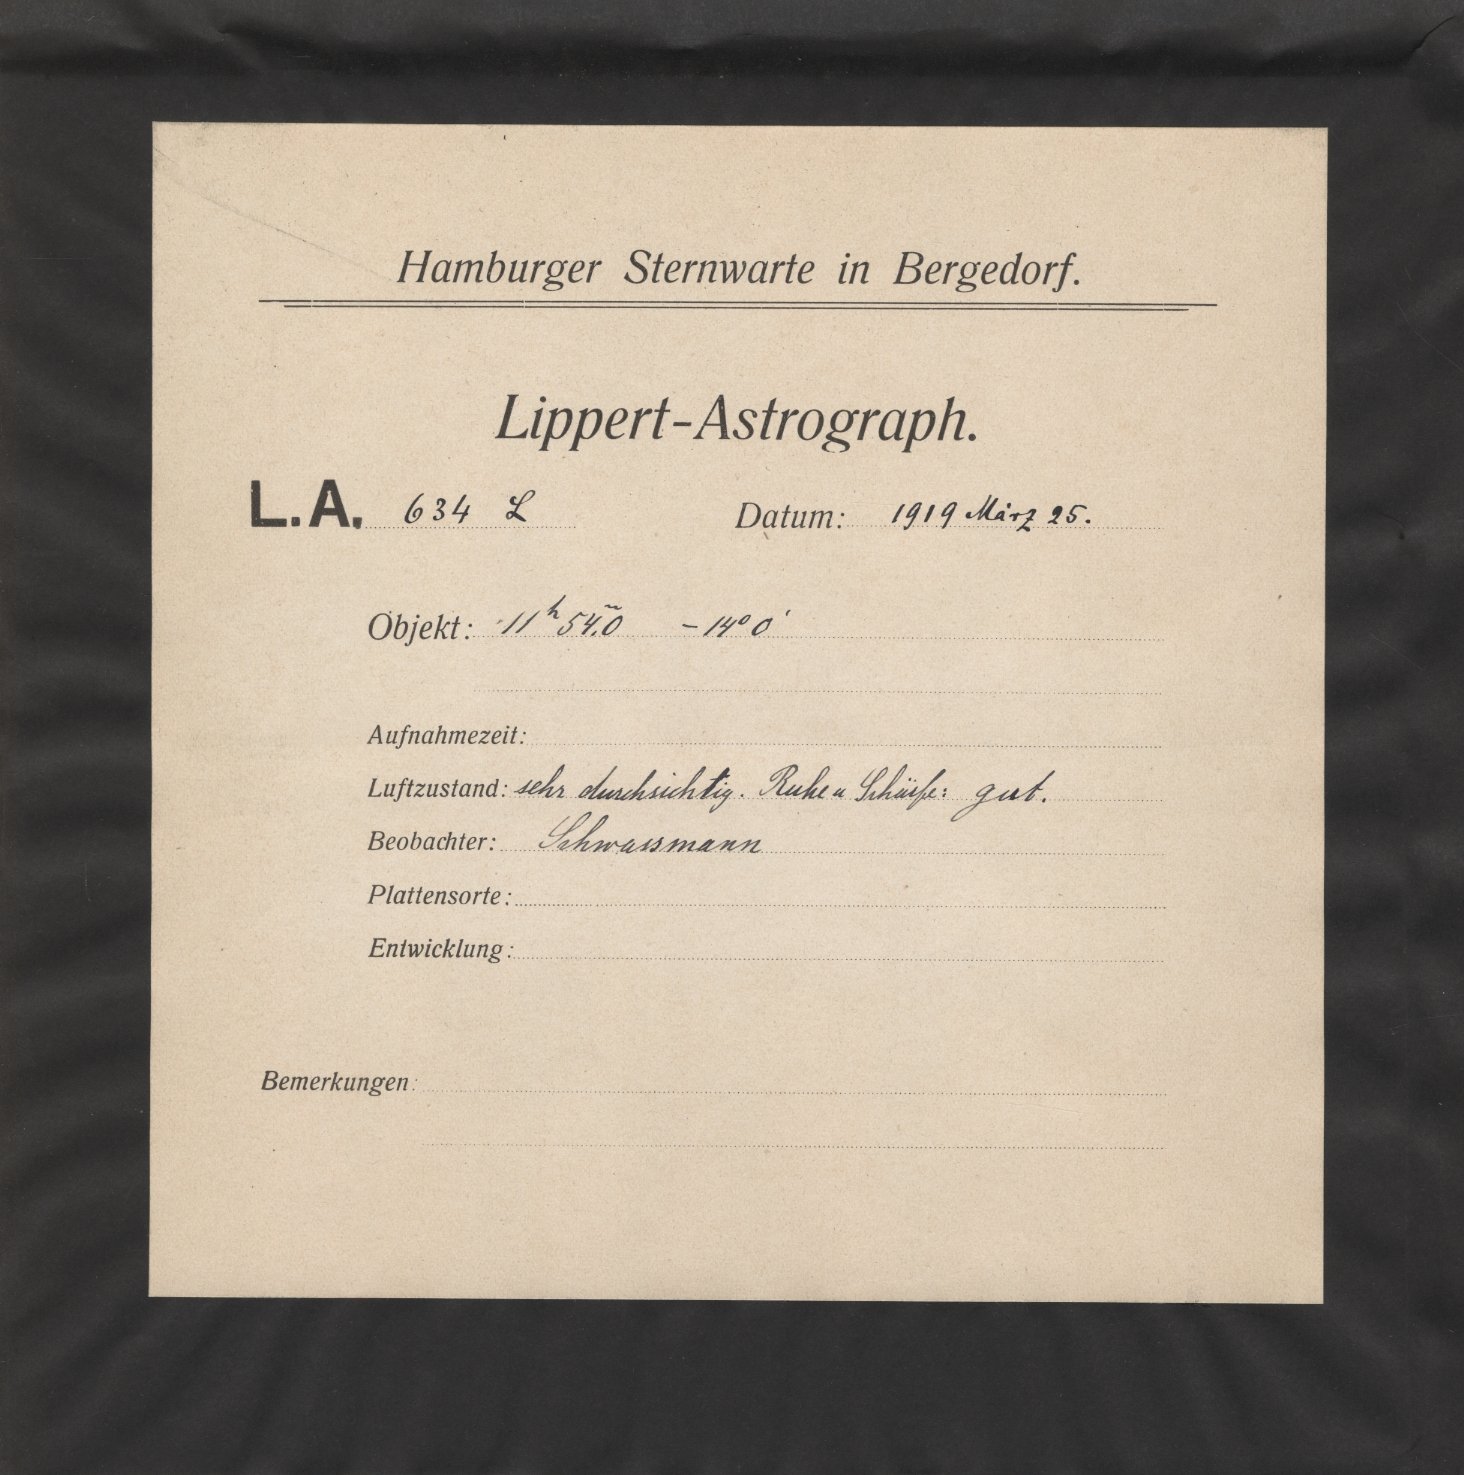 Hamburger Sternwarte in Bergedorf.
Lippert-Astrograph.
L.A. 634 L Datum: 1919 März 25.
Objekt: 11ʰ 54.ᵐ0 -14° 0'
Aufnahmezeit:
Luftzustand: sehr durchsichtig. Ruhe u Schärfe: gut.
Beobachter: Schwassmann
Plattensorte:
Entwicklung:
Bemerkungen: